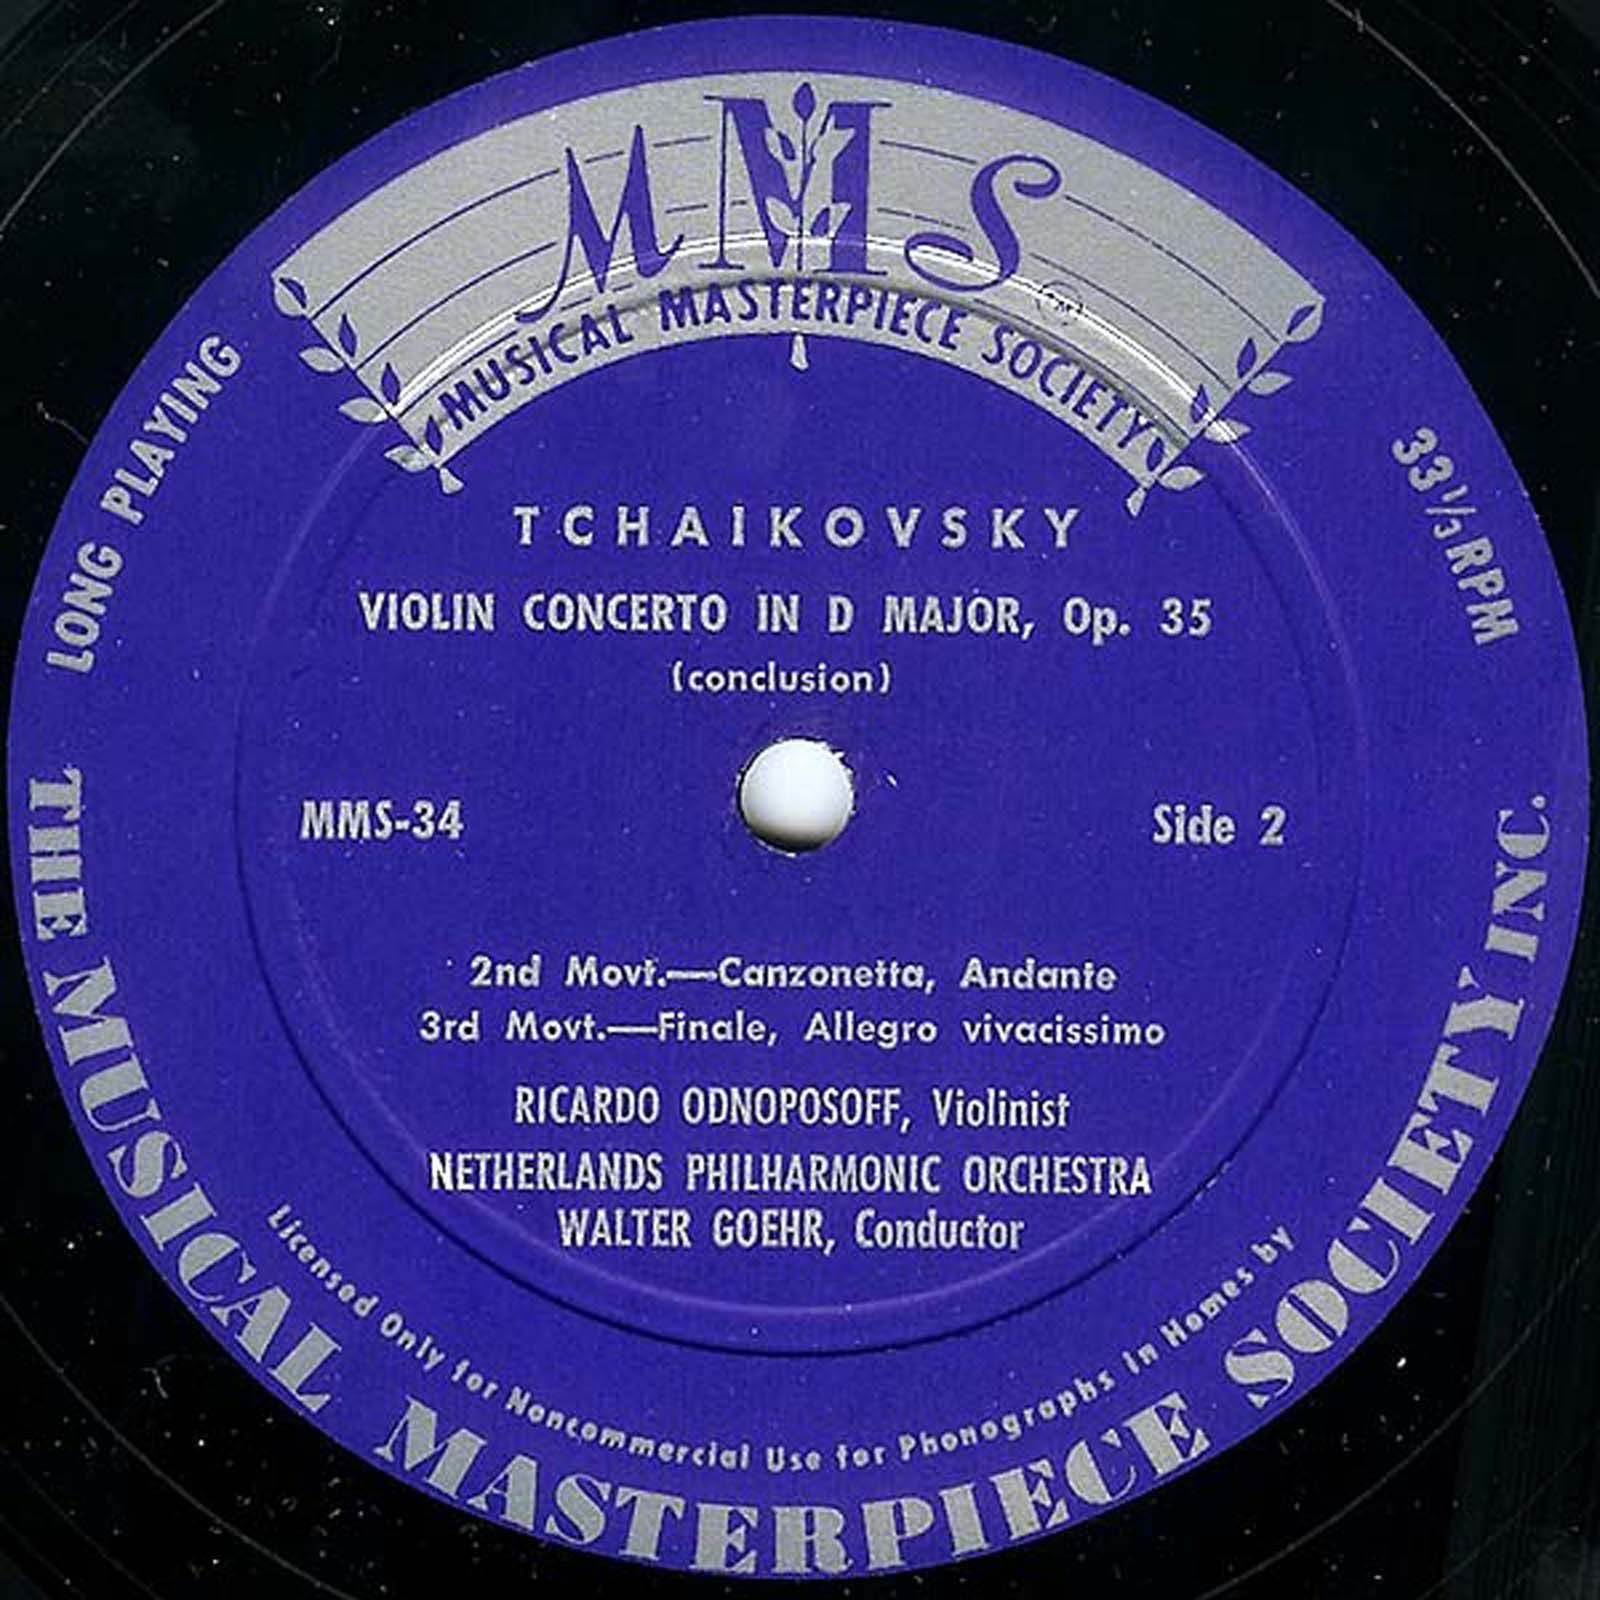 MMS
MUSICAL MASTERPIECE SOCIETY
LONG PLAYING
33 1/3 RPM
TCHAIKOVSKY
VIOLIN CONCERTO IN D MAJOR, Op. 35
(conclusion)
MMS-34
Side 2
2nd Movt.—Canzonetta, Andante
3rd Movt.—Finale, Allegro vivacissimo
RICARDO ODNOPOSOFF, Violinist
NETHERLANDS PHILHARMONIC ORCHESTRA
WALTER GOEHR, Conductor
Licensed Only for Noncommercial Use for Phonographs in Homes by
THE MUSICAL MASTERPIECE SOCIETY INC.